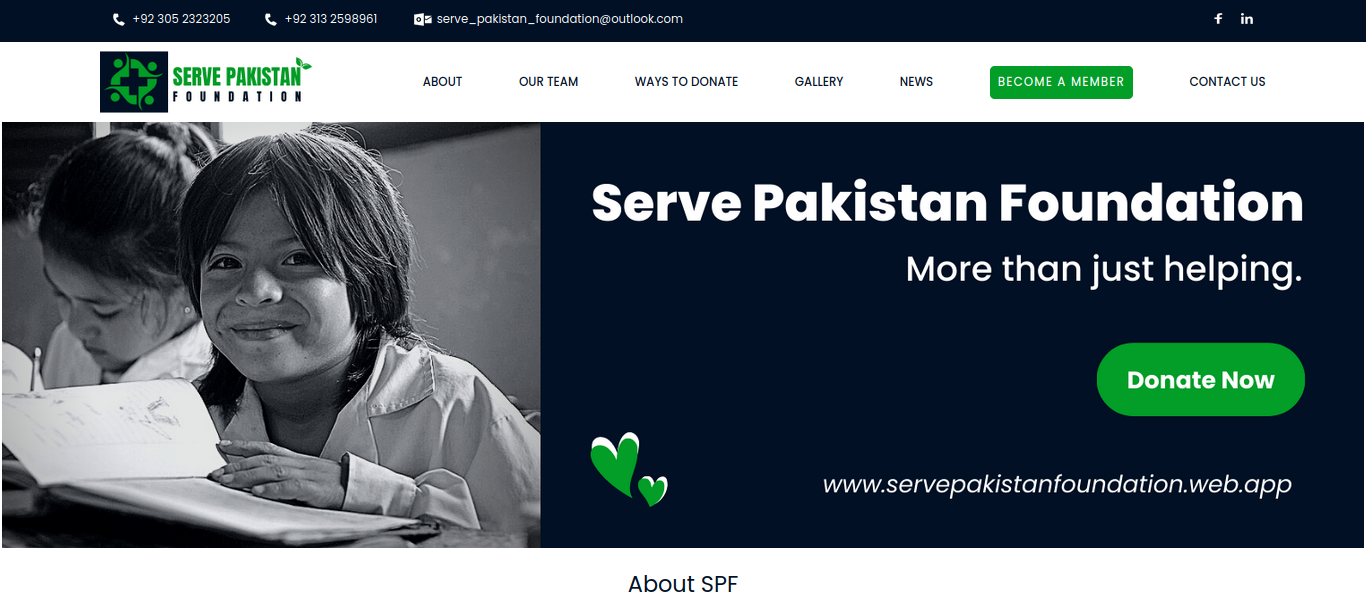 +92 305 2323205 +92 313 2598961 serve_pakistan_foundation@outlook.com
SERVE PAKISTAN
FOUNDATION
ABOUT OUR TEAM WAYS TO DONATE GALLERY NEWS BECOME A MEMBER CONTACT US
Serve Pakistan Foundation
More than just helping.
Donate Now
www.servepakistanfoundation.web.app
About SPF